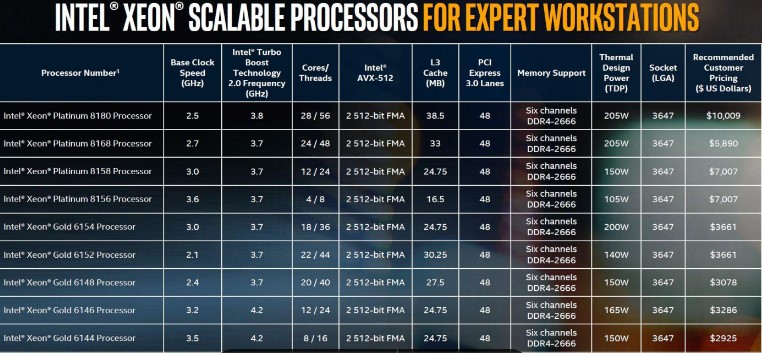 INTEL® XEON® SCALABLE PROCESSORS FOR EXPERT WORKSTATIONS
Processor Number¹ Base Clock Speed (GHz) Intel® Turbo Boost Technology 2.0 Frequency (GHz) Cores/ Threads Intel® AVX-512 L3 Cache (MB) PCI Express 3.0 Lanes Memory Support Thermal Design Power (TDP) Socket (LGA) Recommended Customer Pricing ($ US Dollars)
Intel® Xeon® Platinum 8180 Processor 2.5 3.8 28 / 56 2 512-bit FMA 38.5 48 Six channels DDR4-2666 205W 3647 $10,009
Intel® Xeon® Platinum 8168 Processor 2.7 3.7 24 / 48 2 512-bit FMA 33 48 Six channels DDR4-2666 205W 3647 $5,890
Intel® Xeon® Platinum 8158 Processor 3.0 3.7 12 / 24 2 512-bit FMA 24.75 48 Six channels DDR4-2666 150W 3647 $7,007
Intel® Xeon® Platinum 8156 Processor 3.6 3.7 4 / 8 2 512-bit FMA 16.5 48 Six channels DDR4-2666 105W 3647 $7,007
Intel® Xeon® Gold 6154 Processor 3.0 3.7 18 / 36 2 512-bit FMA 24.75 48 Six channels DDR4-2666 200W 3647 $3661
Intel® Xeon® Gold 6152 Processor 2.1 3.7 22 / 44 2 512-bit FMA 30.25 48 Six channels DDR4-2666 140W 3647 $3661
Intel® Xeon® Gold 6148 Processor 2.4 3.7 20 / 40 2 512-bit FMA 27.5 48 Six channels DDR4-2666 150W 3647 $3078
Intel® Xeon® Gold 6146 Processor 3.2 4.2 12 / 24 2 512-bit FMA 24.75 48 Six channels DDR4-2666 165W 3647 $3286
Intel® Xeon® Gold 6144 Processor 3.5 4.2 8 / 16 2 512-bit FMA 24.75 48 Six channels DDR4-2666 150W 3647 $2925